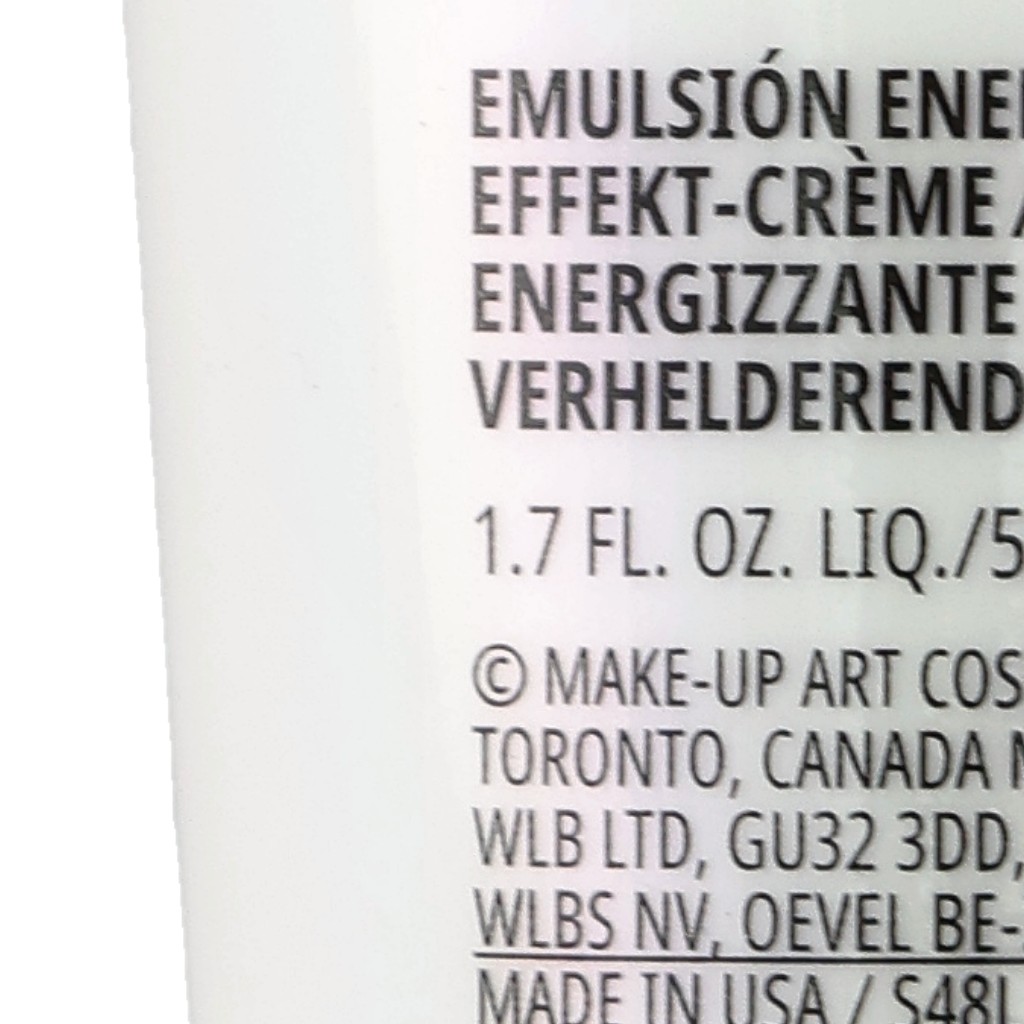 EMULSIÓN ENE
EFFEKT-CRÈME
ENERGIZZANTE
VERHELDEREND
1.7 FL. OZ. LIQ./5
© MAKE-UP ART COS
TORONTO, CANADA
WLB LTD, GU32 3DD,
WLBS NV, OEVEL BE-
MADE IN USA / S48L